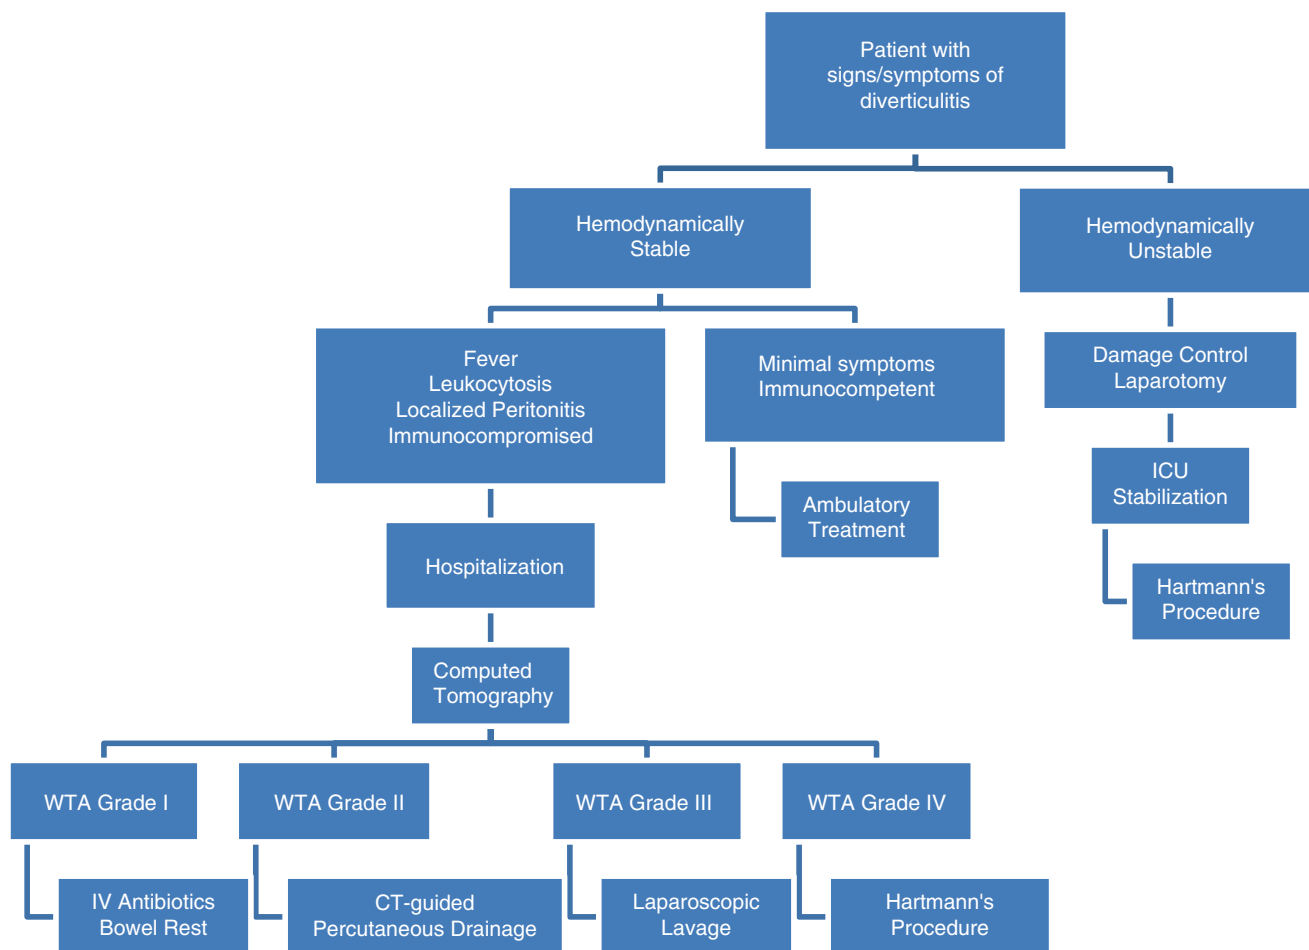 Patient with
signs/symptoms of
diverticulitis
Hemodynamically
Stable
Hemodynamically
Unstable
Fever
Leukocytosis
Localized Peritonitis
Immunocompromised
Minimal symptoms
Immunocompetent
Damage Control
Laparotomy
Ambulatory
Treatment
ICU
Stabilization
Hospitalization
Hartmann's
Procedure
Computed
Tomography
WTA Grade I
WTA Grade II
WTA Grade III
WTA Grade IV
IV Antibiotics
Bowel Rest
CT-guided
Percutaneous Drainage
Laparoscopic
Lavage
Hartmann's
Procedure